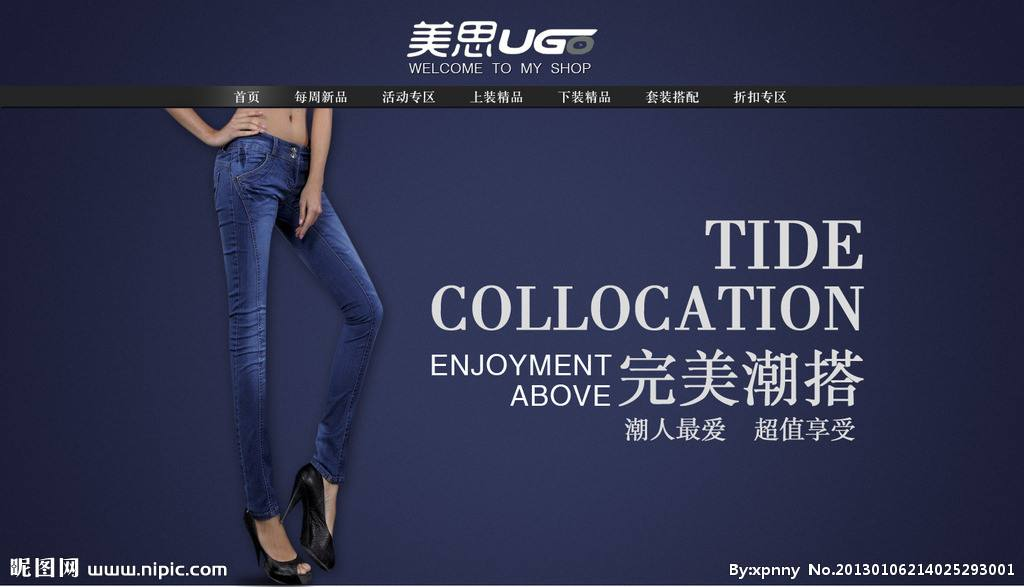 美思UGO
WELCOME TO MY SHOP
首页 每周新品 活动专区 上装精品 下装精品 套装搭配 折扣专区
TIDE
COLLOCATION
ENJOYMENT
ABOVE
完美潮搭
潮人最爱 超值享受
昵图网 www.nipic.com
By:xpnny No.20130106214025293001